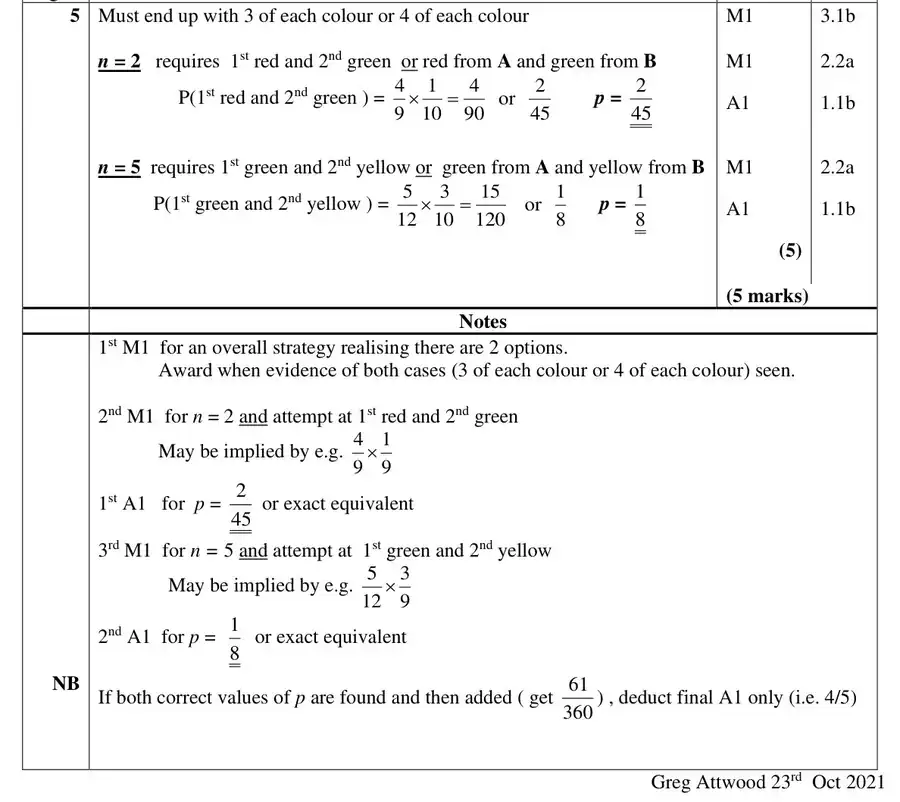 5 Must end up with 3 of each colour or 4 of each colour M1 3.1b
n = 2 requires 1st red and 2nd green or red from A and green from B M1 2.2a
P(1st red and 2nd green ) = 4/9 × 1/10 = 4/90 or 2/45 p = 2/45 A1 1.1b
n = 5 requires 1st green and 2nd yellow or green from A and yellow from B M1 2.2a
P(1st green and 2nd yellow ) = 5/12 × 3/10 = 15/120 or 1/8 p = 1/8 A1 1.1b
(5)
(5 marks)
Notes
1st M1 for an overall strategy realising there are 2 options.
Award when evidence of both cases (3 of each colour or 4 of each colour) seen.
2nd M1 for n = 2 and attempt at 1st red and 2nd green
May be implied by e.g. 4/9 × 1/9
1st A1 for p = 2/45 or exact equivalent
3rd M1 for n = 5 and attempt at 1st green and 2nd yellow
May be implied by e.g. 5/12 × 3/9
2nd A1 for p = 1/8 or exact equivalent
NB If both correct values of p are found and then added ( get 61/360 ) , deduct final A1 only (i.e. 4/5)
Greg Attwood 23rd Oct 2021